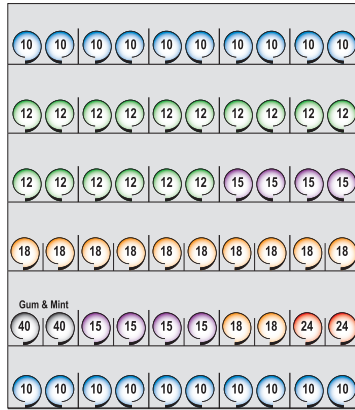 10 10 10 10 10 10 10 10 10 10
12 12 12 12 12 12 12 12 12 12
12 12 12 12 12 12 15 15 15 15
18 18 18 18 18 18 18 18 18 18
Gum & Mint
40 40 15 15 15 15 18 18 24 24
10 10 10 10 10 10 10 10 10 10